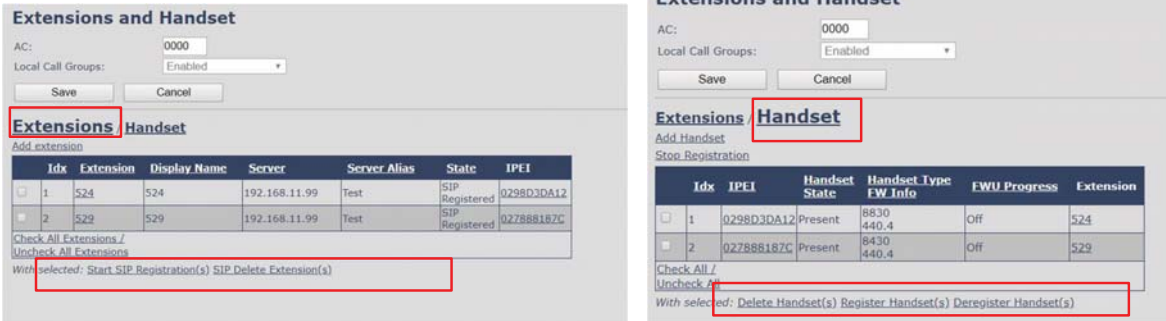 Extensions and Handset
AC: 0000
Local Call Groups: Enabled
Save Cancel
Extensions / Handset
Add extension
Idx Extension Display Name Server Server Alias State IPEI
1 524 524 192.168.11.99 Test SIP Registered 0298D3DA12
2 529 529 192.168.11.99 Test SIP Registered 027888187C
Check All Extensions /
Uncheck All Extensions
With selected: Start SIP Registration(s) SIP Delete Extension(s)
Extensions and Handset
AC: 0000
Local Call Groups: Enabled
Save Cancel
Extensions / Handset
Add Handset
Stop Registration
Idx IPEI Handset State Handset Type FW Info FWU Progress Extension
1 0298D3DA12 Present 8830 440.4 Off 524
2 027888187C Present 8430 440.4 Off 529
Check All /
Uncheck All
With selected: Delete Handset(s) Register Handset(s) Deregister Handset(s)